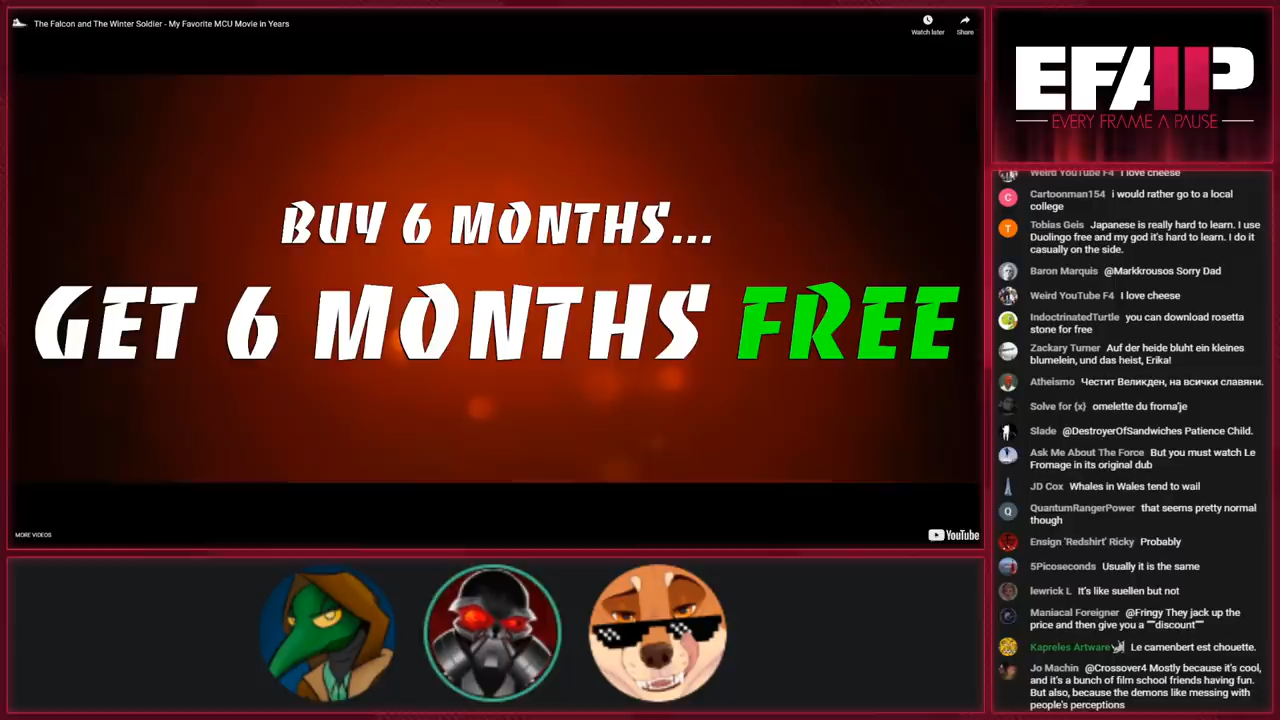 The Falcon and The Winter Soldier - My Favorite MCU Movie in Years
Watch later
Share
BUY 6 MONTHS...
GET 6 MONTHS FREE
MORE VIDEOS
YouTube
EFAP
EVERY FRAME A PAUSE
Weird YouTube F4 I love cheese
Cartoonman154 i would rather go to a local
college
Tobias Geis Japanese is really hard to learn. I use
Duolingo free and my god it's hard to learn. I do it
casually on the side.
Baron Marquis @Markkrousos Sorry Dad
Weird YouTube F4 I love cheese
IndoctrinatedTurtle you can download rosetta
stone for free
Zackary Turner Auf der heide bluht ein kleines
blumelein, und das heist, Erika!
Atheismo Честит Великден, на всички славяни.
Solve for {x} omelette du froma'je
Slade @DestroyerOfSandwiches Patience Child.
Ask Me About The Force But you must watch Le
Fromage in its original dub
JD Cox Whales in Wales tend to wail
QuantumRangerPower that seems pretty normal
though
Ensign 'Redshirt' Ricky Probably
5Picoseconds Usually it is the same
lewrick L It's like suellen but not
Maniacal Foreigner @Fringy They jack up the
price and then give you a """discount"""
Kapreles Artware Le camenbert est chouette.
Jo Machin @Crossover4 Mostly because it's cool,
and it's a bunch of film school friends having fun.
But also, because the demons like messing with
people's perceptions